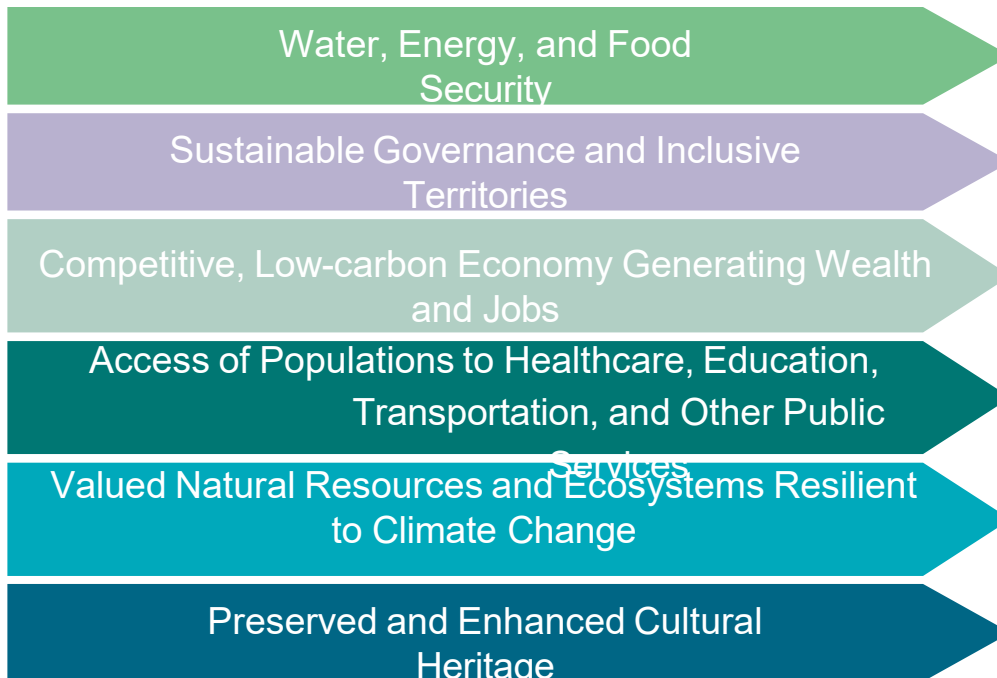 Water, Energy, and Food
Security
Sustainable Governance and Inclusive
Territories
Competitive, Low-carbon Economy Generating Wealth
and Jobs
Access of Populations to Healthcare, Education,
Transportation, and Other Public
Services
Valued Natural Resources and Ecosystems Resilient
to Climate Change
Preserved and Enhanced Cultural
Heritage